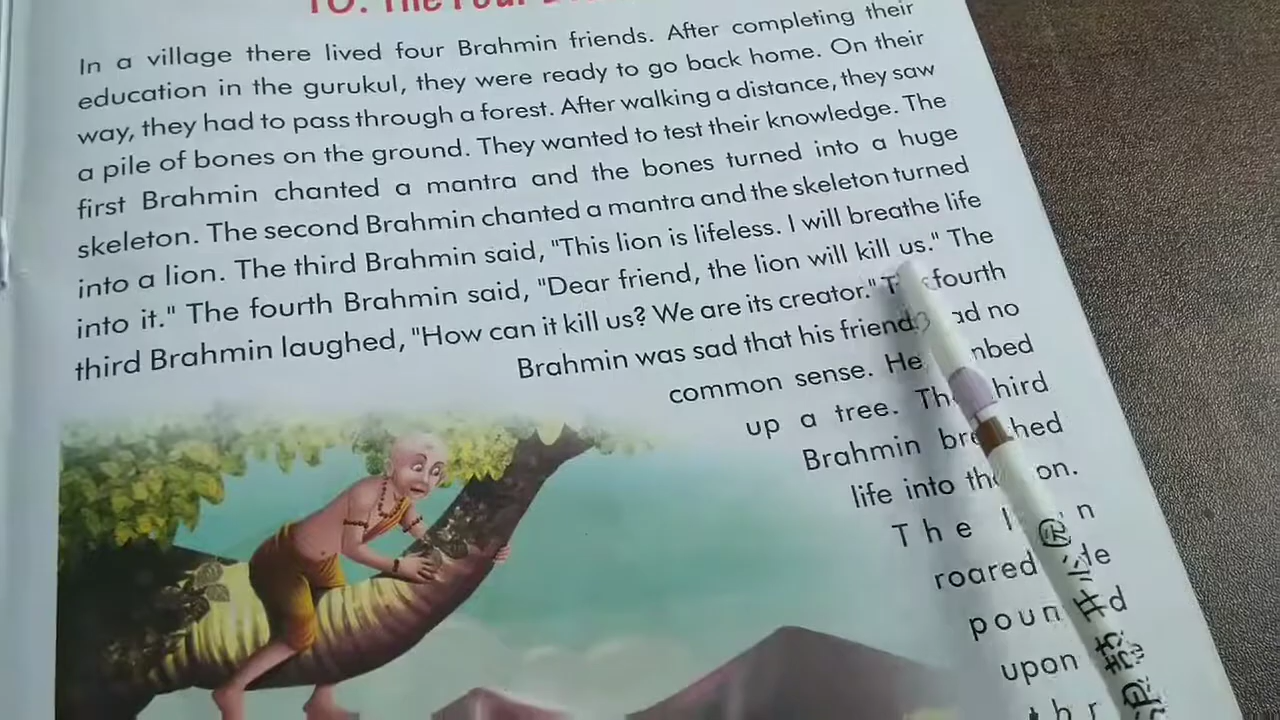 10. The Four
In a village there lived four Brahmin friends. After completing their
education in the gurukul, they were ready to go back home. On their
way, they had to pass through a forest. After walking a distance, they saw
a pile of bones on the ground. They wanted to test their knowledge. The
first Brahmin chanted a mantra and the bones turned into a huge
skeleton. The second Brahmin chanted a mantra and the skeleton turned
into a lion. The third Brahmin said, "This lion is lifeless. I will breathe life
into it." The fourth Brahmin said, "Dear friend, the lion will kill us." The
third Brahmin laughed, "How can it kill us? We are its creator." fourth
Brahmin was sad that his friend no
common sense. He
up a tree. third
Brahmin
life into
The
roared
upon